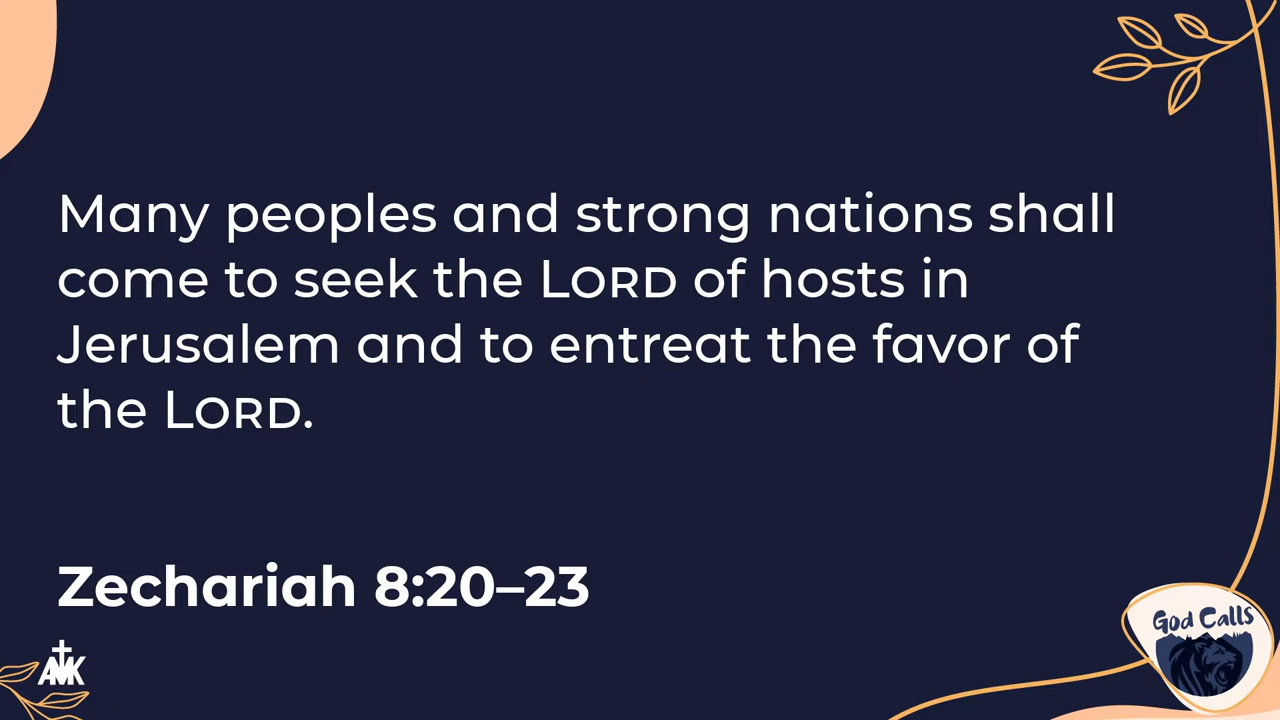 Many peoples and strong nations shall
come to seek the LORD of hosts in
Jerusalem and to entreat the favor of
the LORD.
Zechariah 8:20–23
AMK
God Calls